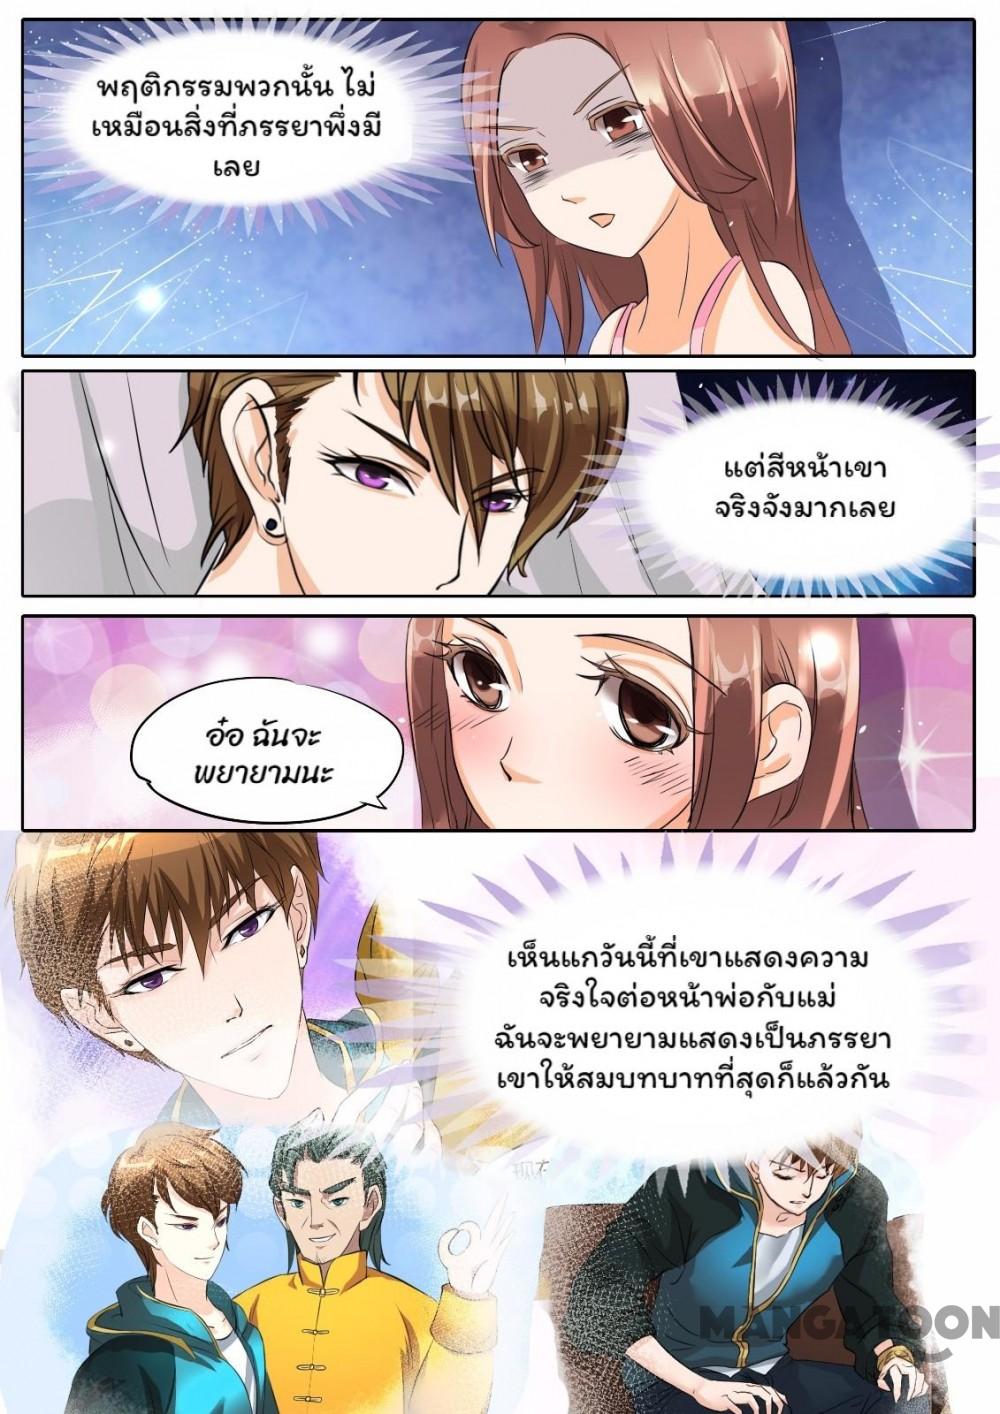 พฤติกรรมพวกนั้น ไม่
เหมือนสิ่งที่ภรรยาพึ่งมี
เลย
แต่สีหน้าเขา
จริงจังมากเลย
อ๋อ ฉันจะ
พยายามนะ
เห็นแกวันนี้ที่เขาแสดงความ
จริงใจต่อหน้าพ่อกับแม่
ฉันจะพยายามแสดงเป็นภรรยา
เขาให้สมบทบาทที่สุดก็แล้วกัน
MANGATOON